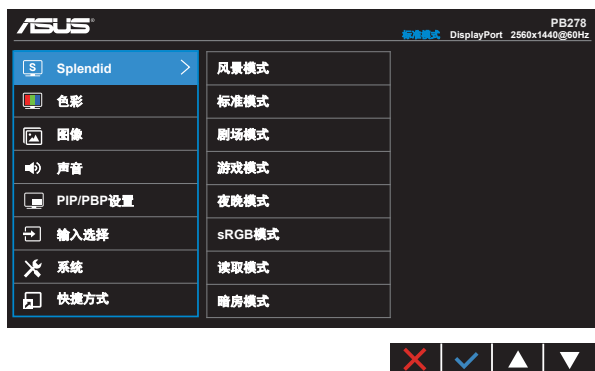 ASUS
PB278
标准模式 DisplayPort 2560x1440@60Hz
S Splendid
色彩
图像
声音
PIP/PBP设置
输入选择
系统
快捷方式
风景模式
标准模式
剧场模式
游戏模式
夜晚模式
sRGB模式
读取模式
暗房模式